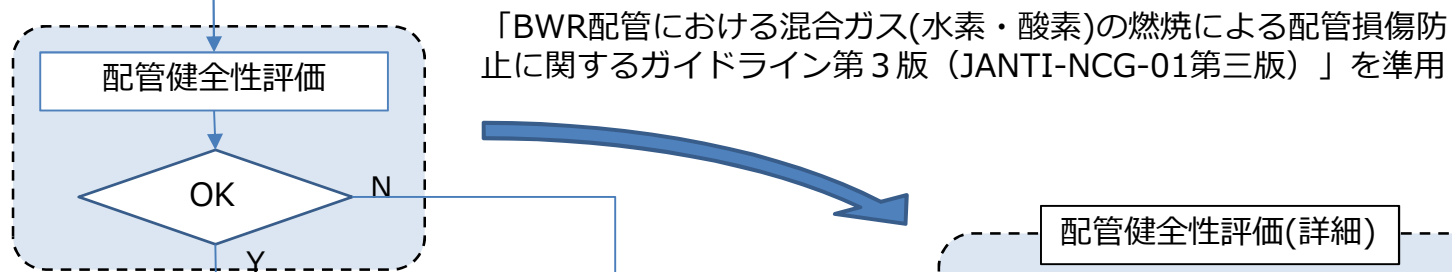 「BWR配管における混合ガス(水素・酸素)の燃焼による配管損傷防
止に関するガイドライン第３版（JANTI-NCG-01第三版）」を準用
配管健全性評価
OK
N
Y
配管健全性評価(詳細)